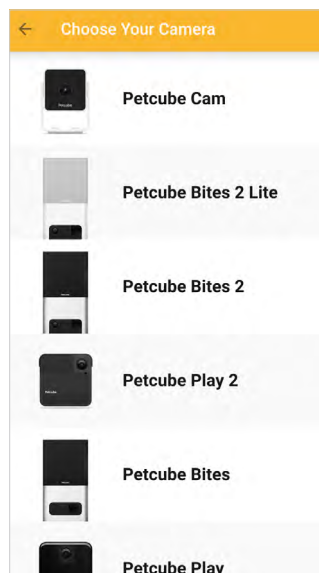 Choose Your Camera
Petcube Cam
Petcube Bites 2 Lite
Petcube Bites 2
Petcube Play 2
Petcube Bites
Petcube Play